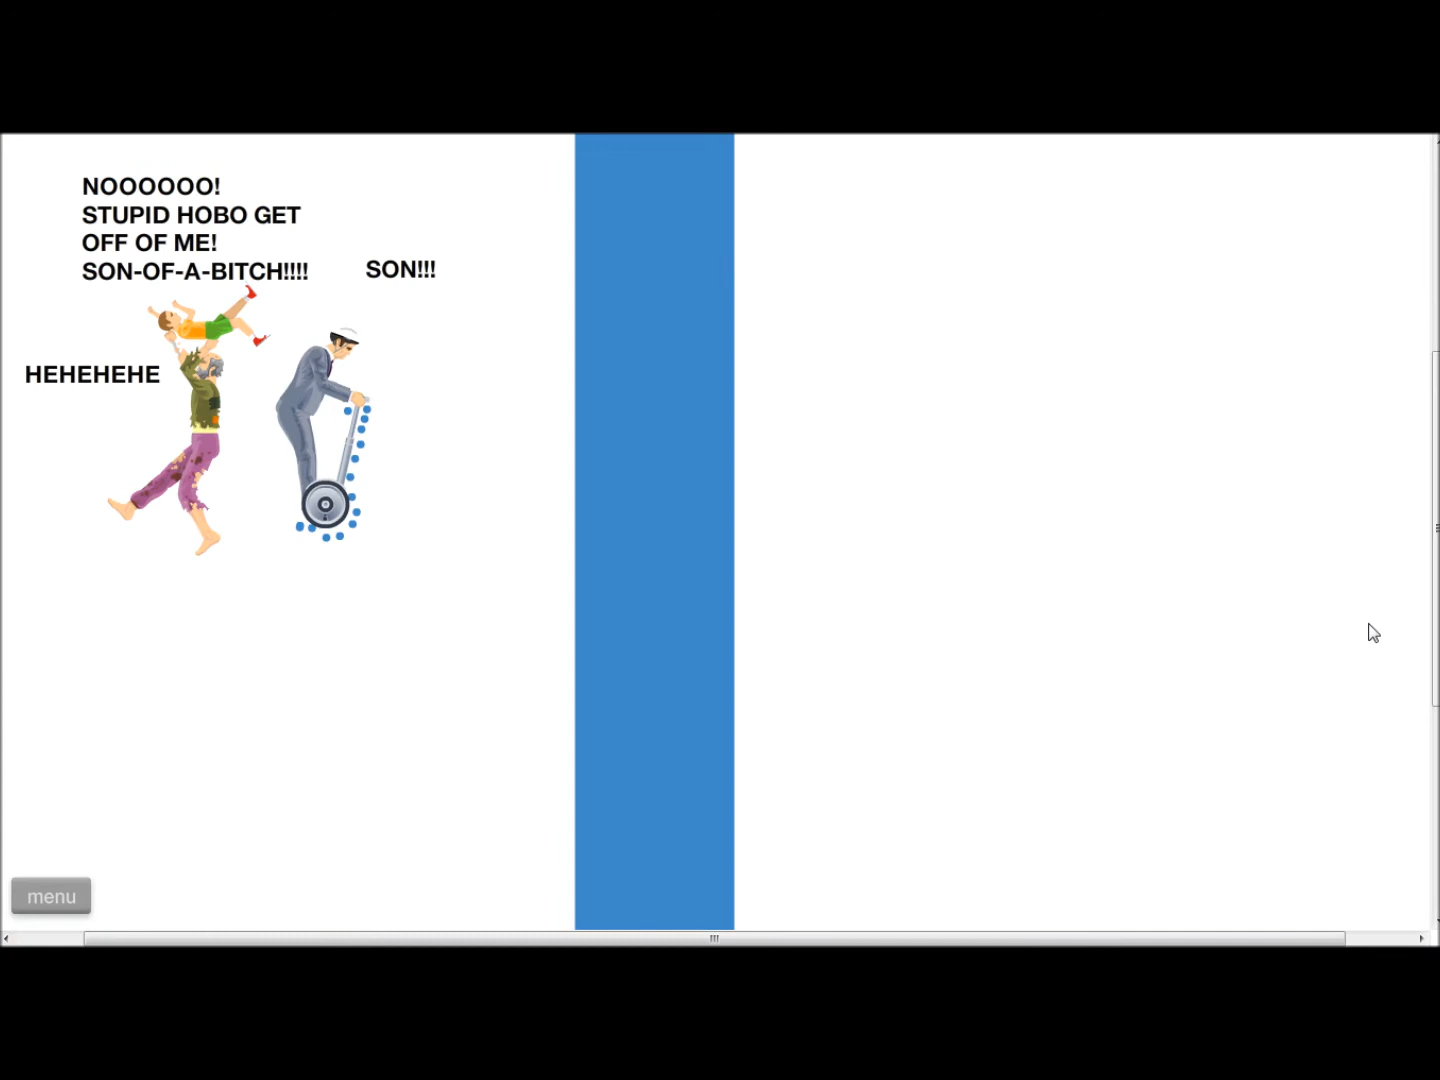 NOOOOOO!
STUPID HOBO GET
OFF OF ME!
SON-OF-A-BITCH!!!!
SON!!!
HEHEHEHE
menu